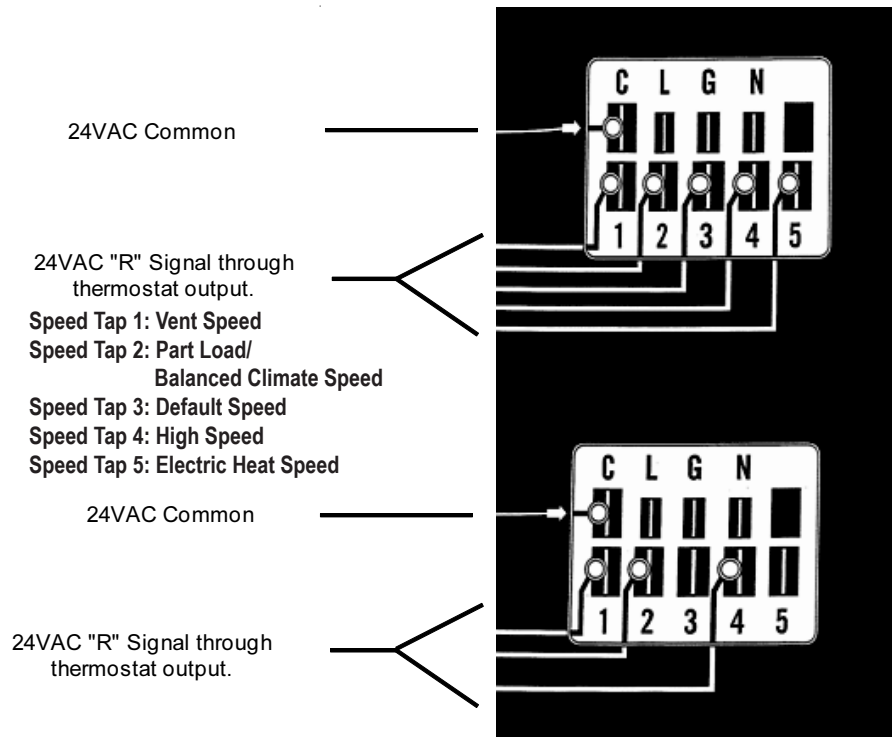 C L G N
24VAC Common
1 2 3 4 5
24VAC "R" Signal through
thermostat output.
Speed Tap 1: Vent Speed
Speed Tap 2: Part Load/
Balanced Climate Speed
Speed Tap 3: Default Speed
Speed Tap 4: High Speed
Speed Tap 5: Electric Heat Speed
C L G N
24VAC Common
1 2 3 4 5
24VAC "R" Signal through
thermostat output.